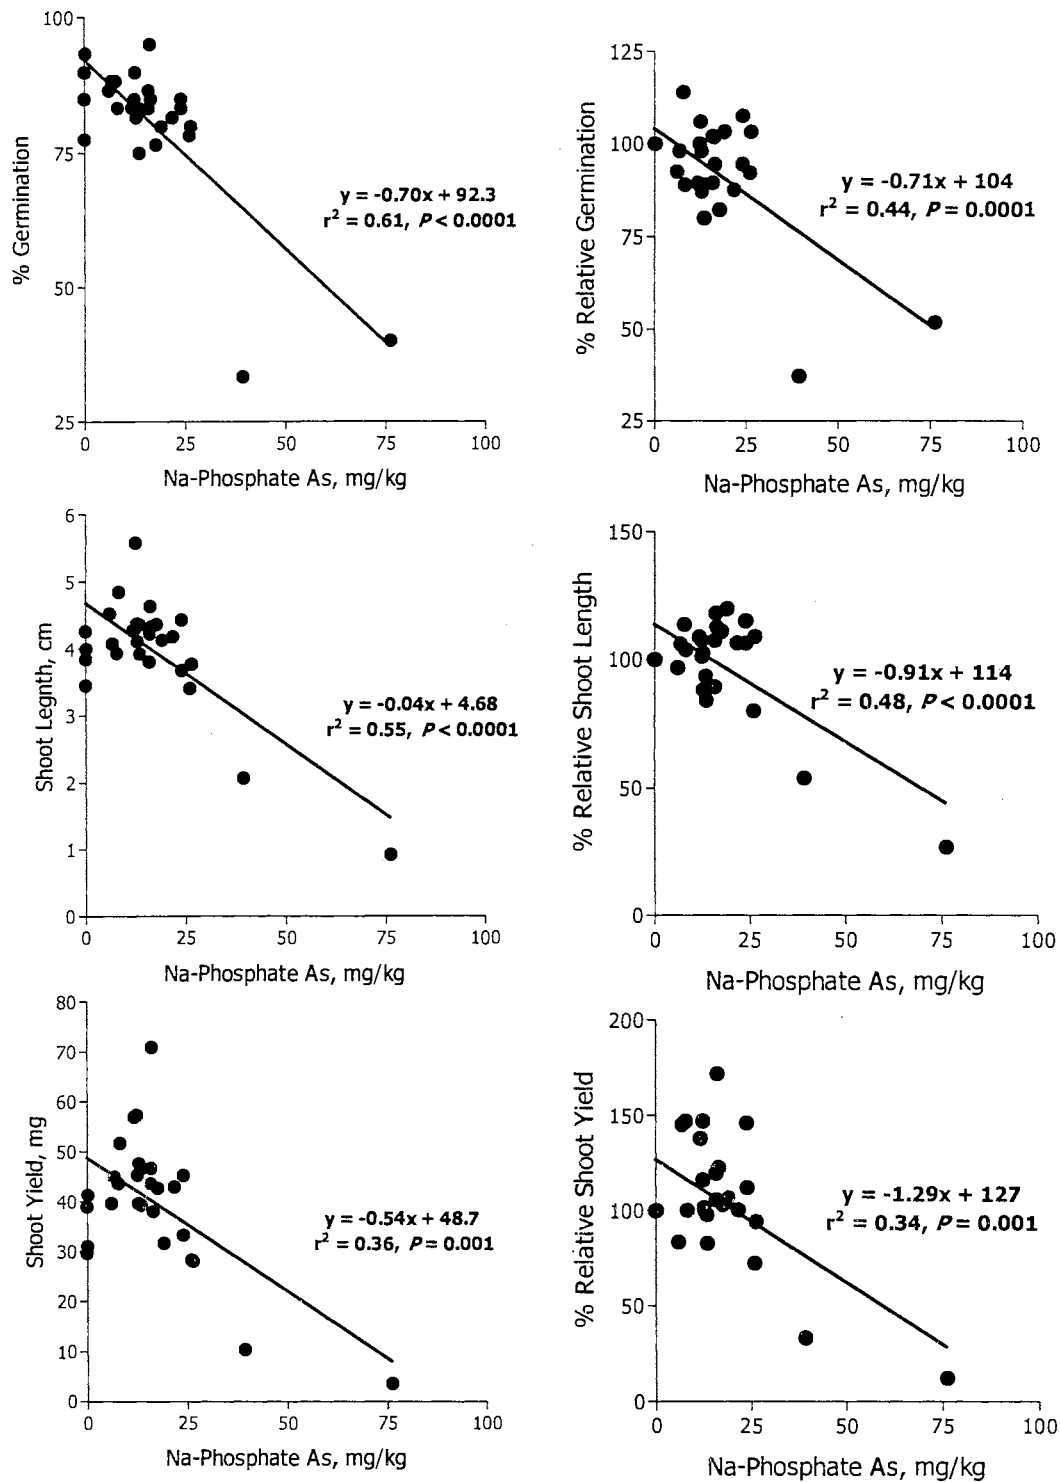 100
75
50
25
% Germination
y = -0.70x + 92.3
r² = 0.61, P < 0.0001
0 25 50 75 100
Na-Phosphate As, mg/kg
125
100
75
50
25
% Relative Germination
y = -0.71x + 104
r² = 0.44, P = 0.0001
0 25 50 75 100
Na-Phosphate As, mg/kg
6
5
4
3
2
1
0
Shoot Legnth, cm
y = -0.04x + 4.68
r² = 0.55, P < 0.0001
0 25 50 75 100
Na-Phosphate As, mg/kg
150
100
50
0
% Relative Shoot Length
y = -0.91x + 114
r² = 0.48, P < 0.0001
0 25 50 75 100
Na-Phosphate As, mg/kg
80
70
60
50
40
30
20
10
0
Shoot Yield, mg
y = -0.54x + 48.7
r² = 0.36, P = 0.001
0 25 50 75 100
Na-Phosphate As, mg/kg
200
150
100
50
0
% Relative Shoot Yield
y = -1.29x + 127
r² = 0.34, P = 0.001
0 25 50 75 100
Na-Phosphate As, mg/kg